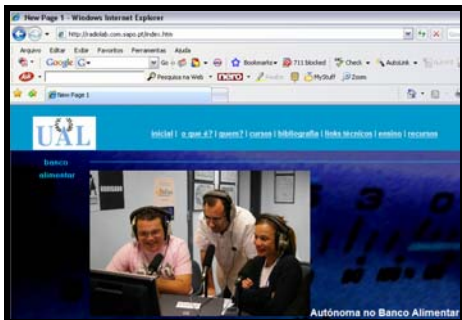 New Page 1 - Windows Internet Explorer
http://radiolab.com.sapo.pt/index.htm
Arquivo Editar Exibir Favoritos Ferramentas Ajuda
Google G Go Bookmarks 711 blocked Check AutoLink
Pesquisa na Web nero MyStuff Zoom
New Page 1
UAL
inicial | o que é? | quem? | cursos | bibliografia | links técnicos | ensino | recursos
banco
alimentar
Autónoma no Banco Alimentar